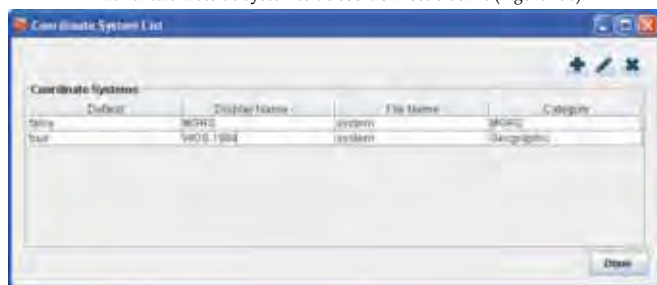 Coordinate System List
Coordinate Systems
Default Display Name File Name Category
false MGRS system MGRS
true WGS 1984 system Geographic
Done